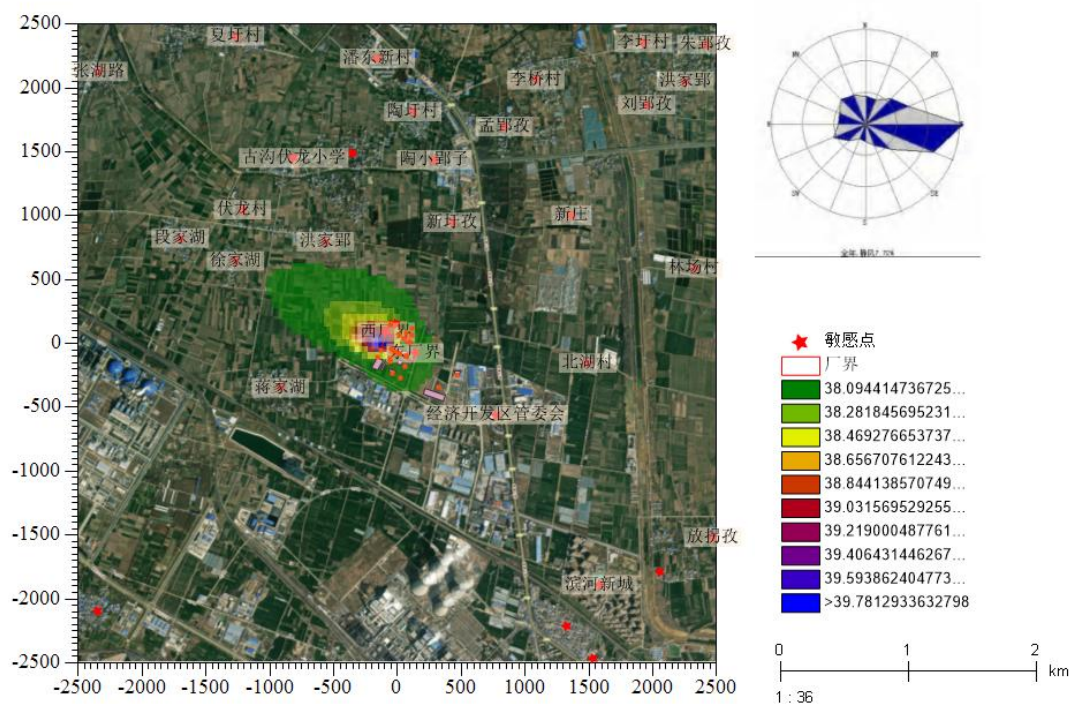 2500
2000
1500
1000
500
0
-500
-1000
-1500
-2000
-2500
-2500 -2000 -1500 -1000 -500 0 500 1000 1500 2000 2500
夏圩村
潘东新村
李圩村
朱郢孜
张湖路
李桥村
洪家郢
陶圩村
刘郢孜
孟郢孜
古沟伏龙小学
陶小郢子
伏龙村
新圩孜
新庄
段家湖
洪家郢
徐家湖
林场村
西厂界
东厂界
北湖村
蒋家湖
经济开发区管委会
放拐孜
滨河新城
敏感点
厂界
38.094414736725...
38.281845695231...
38.469276653737...
38.656707612243...
38.844138570749...
39.031569529255...
39.219000487761...
39.406431446267...
39.593862404773...
>39.7812933632798
0 1 2
km
1 : 36